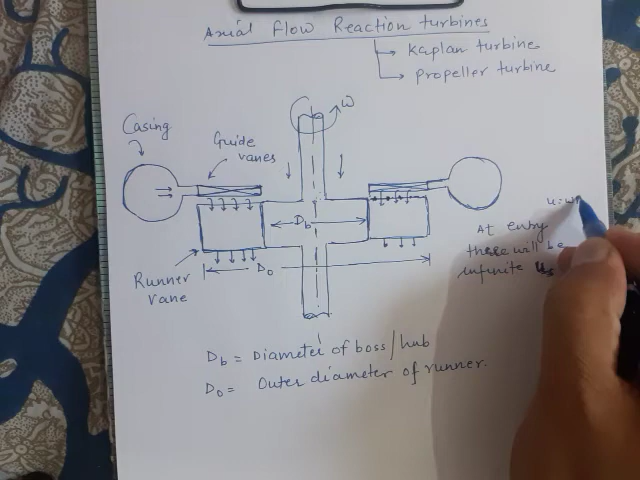 Axial Flow Reaction turbines
Kaplan turbine
propeller turbine
ω
Casing
Guide
vanes
Db
u=ω
At entry
there will be
infinite us
Runner
vane
Do
Db = Diameter of boss/hub
Do = Outer diameter of runner.